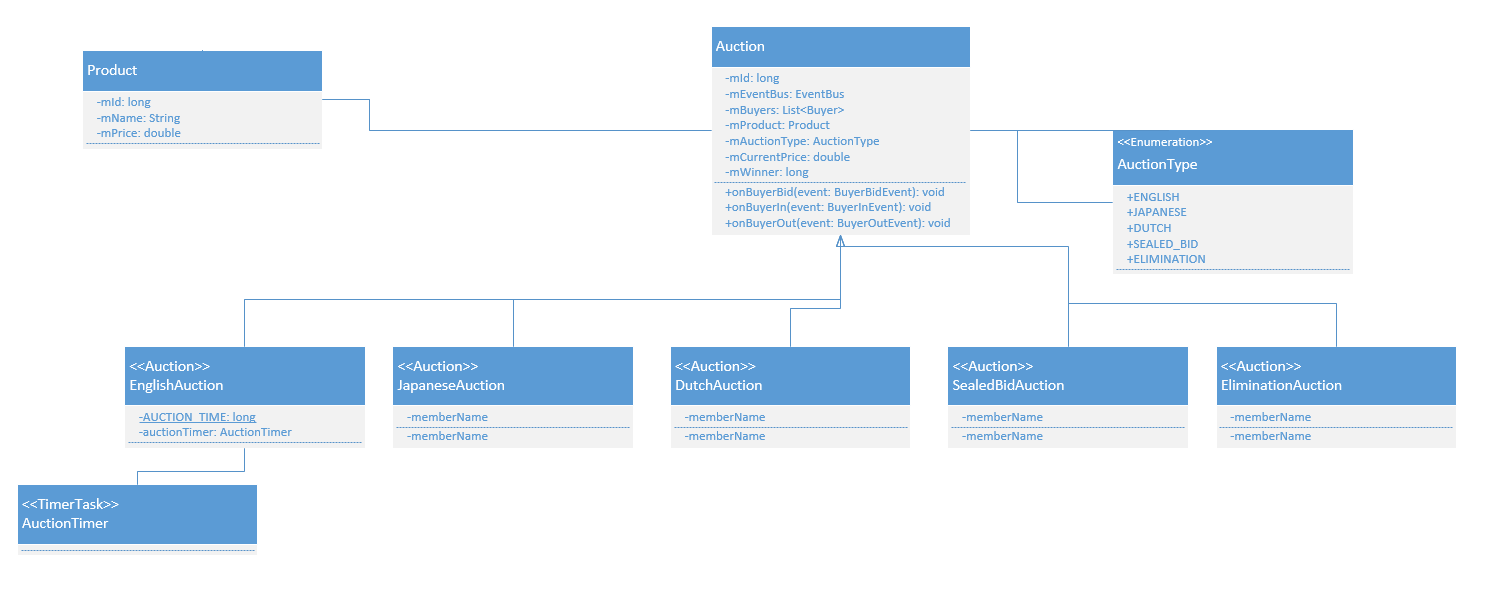 Product
-mId: long
-mName: String
-mPrice: double
Auction
-mId: long
-mEventBus: EventBus
-mBuyers: List<Buyer>
-mProduct: Product
-mAuctionType: AuctionType
-mCurrentPrice: double
-mWinner: long
+onBuyerBid(event: BuyerBidEvent): void
+onBuyerIn(event: BuyerInEvent): void
+onBuyerOut(event: BuyerOutEvent): void
<<Enumeration>>
AuctionType
+ENGLISH
+JAPANESE
+DUTCH
+SEALED_BID
+ELIMINATION
<<Auction>>
EnglishAuction
-AUCTION_TIME: long
-auctionTimer: AuctionTimer
<<Auction>>
JapaneseAuction
-memberName
-memberName
<<Auction>>
DutchAuction
-memberName
-memberName
<<Auction>>
SealedBidAuction
-memberName
-memberName
<<Auction>>
EliminationAuction
-memberName
-memberName
<<TimerTask>>
AuctionTimer